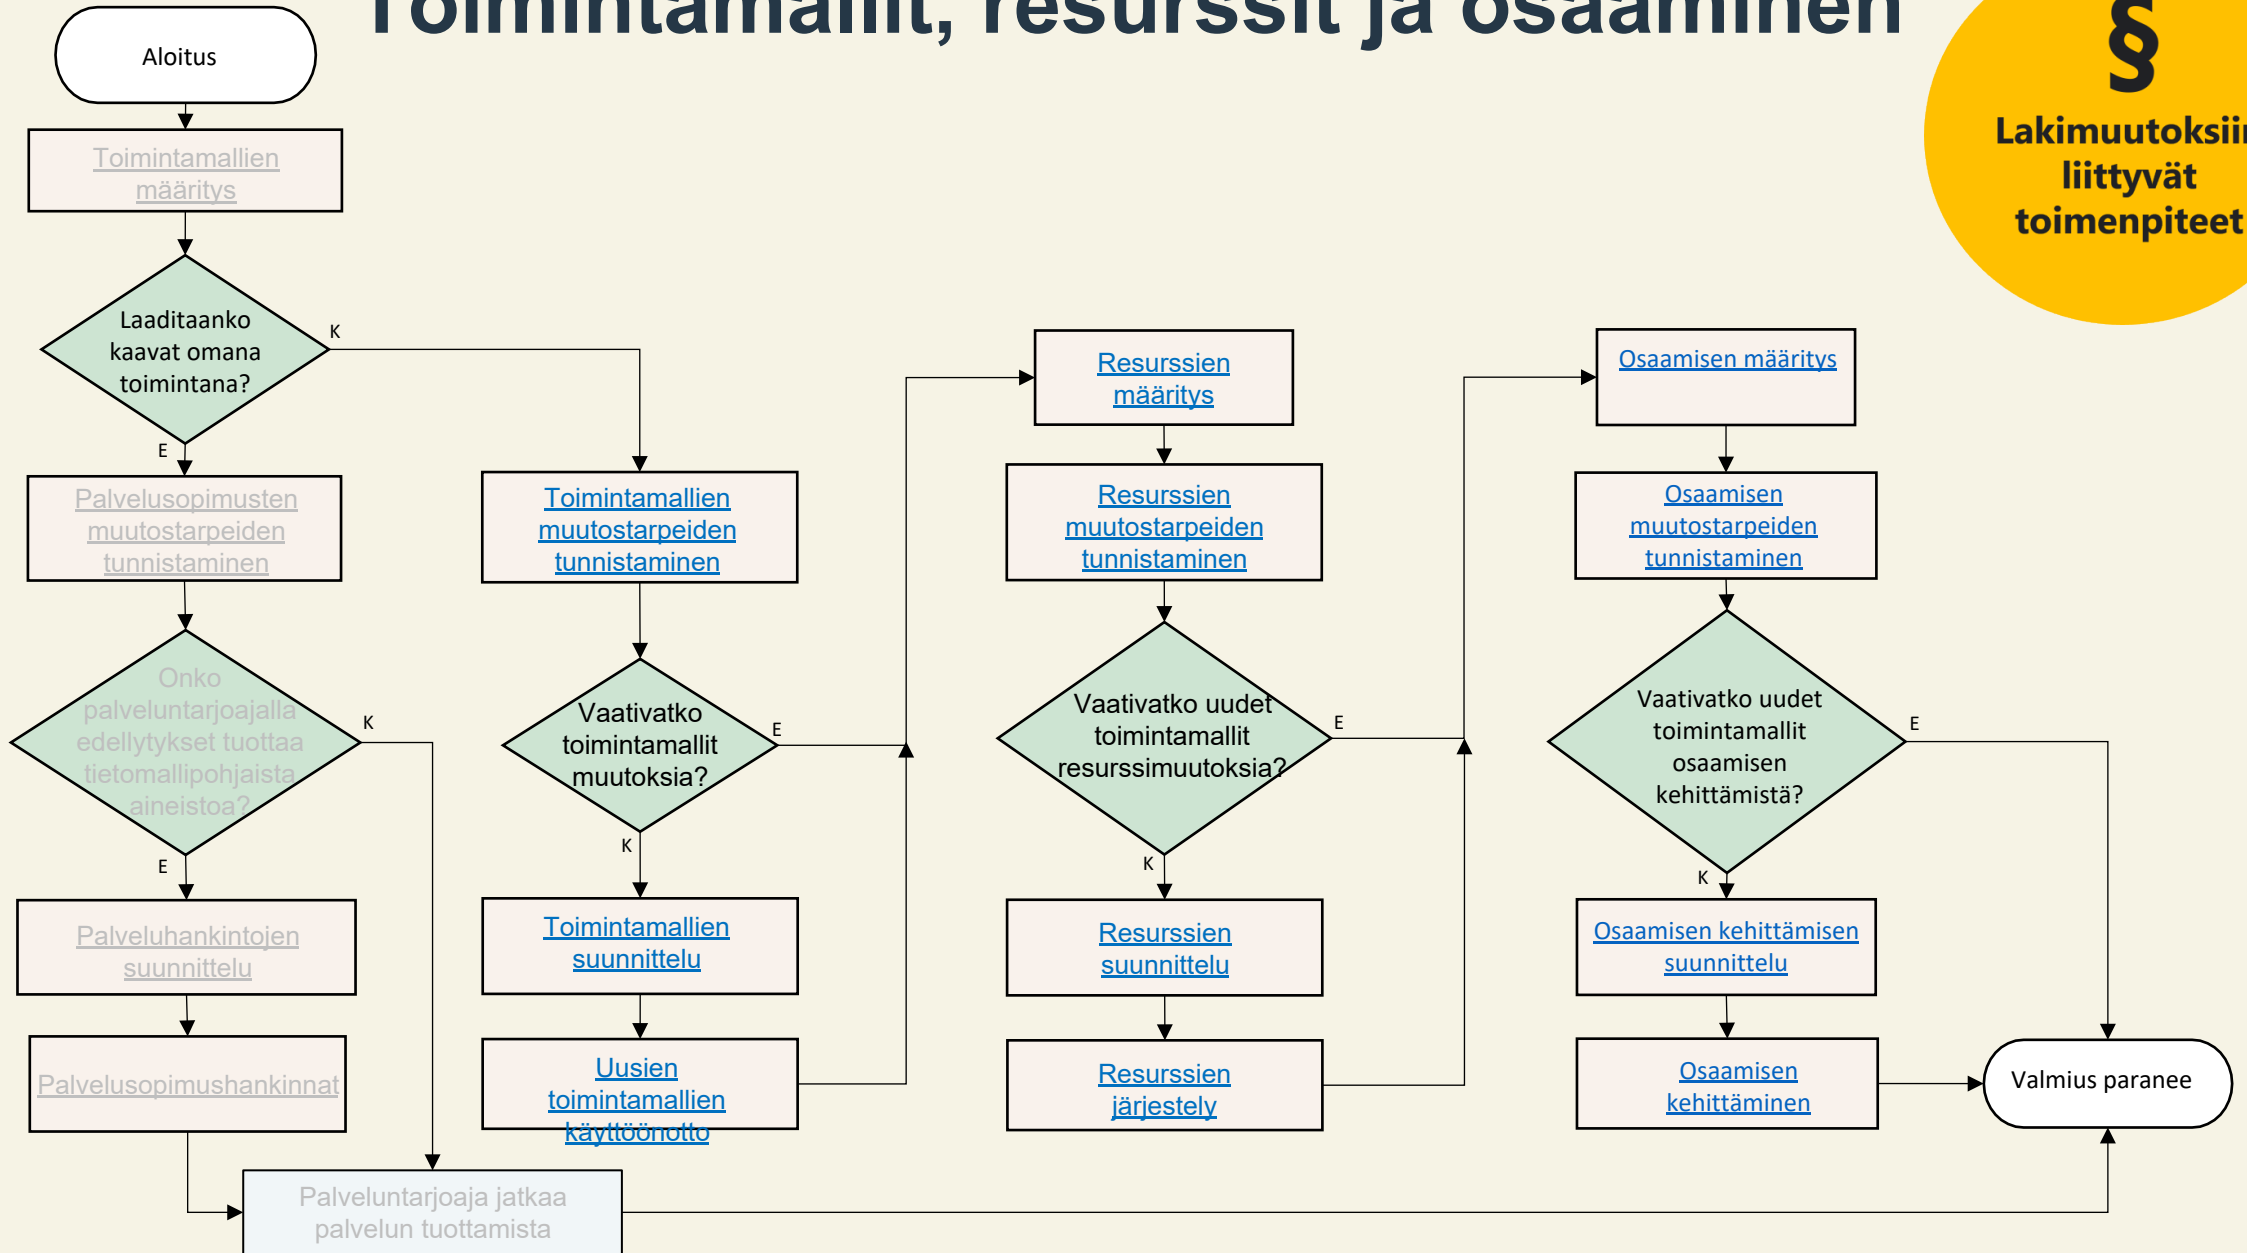 Toimintamallit, resurssit ja osaaminen
§
Lakimuutoksiin
liittyvät
toimenpiteet
Aloitus
Toimintamallien
määritys
Laaditaanko
kaavat omana
toimintana?
K
E
Palvelusopimusten
muutostarpeiden
tunnistaminen
Onko
palveluntarjoajalla
edellytykset tuottaa
tietomallipohjaista
aineistoa?
K
E
Palveluhankintojen
suunnittelu
Palvelusopimushankinnat
Palveluntarjoaja jatkaa
palvelun tuottamista
Toimintamallien
muutostarpeiden
tunnistaminen
Vaativatko
toimintamallit
muutoksia?
E
K
Toimintamallien
suunnittelu
Uusien
toimintamallien
käyttöönotto
Resurssien
määritys
Resurssien
muutostarpeiden
tunnistaminen
Vaativatko uudet
toimintamallit
resurssimuutoksia?
E
K
Resurssien
suunnittelu
Resurssien
järjestely
Osaamisen määritys
Osaamisen
muutostarpeiden
tunnistaminen
Vaativatko uudet
toimintamallit
osaamisen
kehittämistä?
E
K
Osaamisen kehittämisen
suunnittelu
Osaamisen
kehittäminen
Valmius paranee